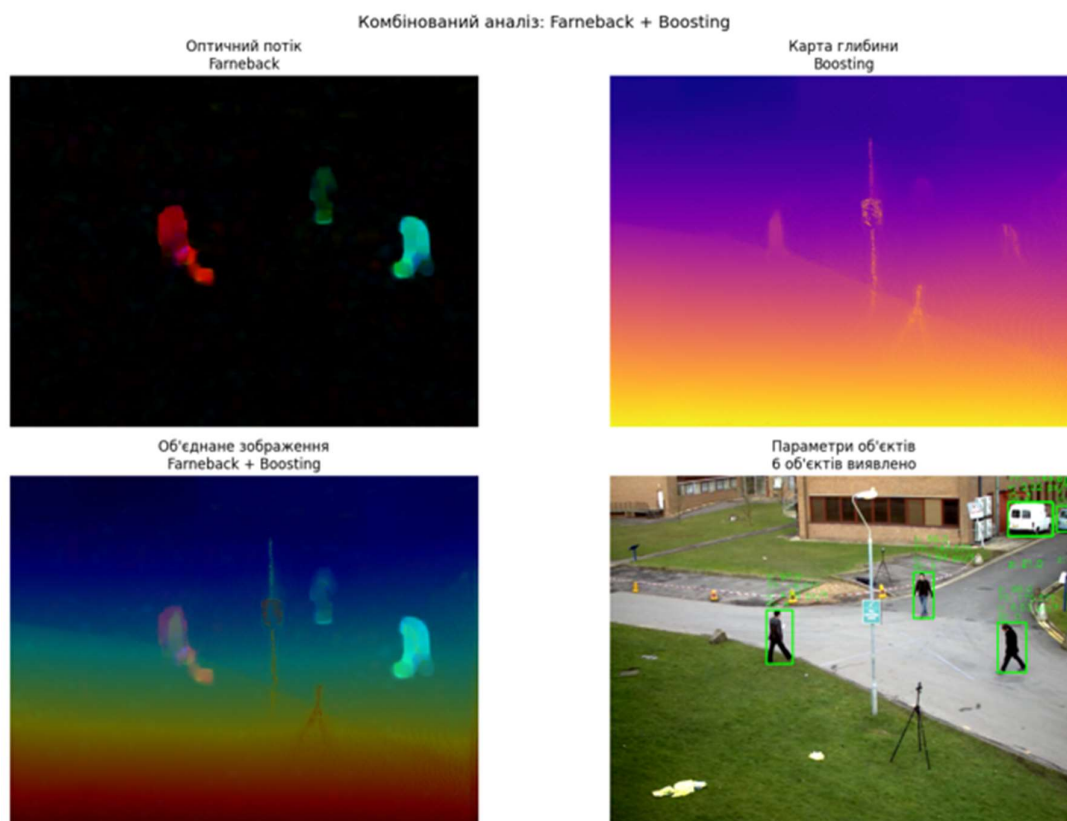 Комбінований аналіз: Farneback + Boosting
Оптичний потік
Farneback
Карта глибини
Boosting
Об'єднане зображення
Farneback + Boosting
Параметри об'єктів
6 об'єктів виявлено